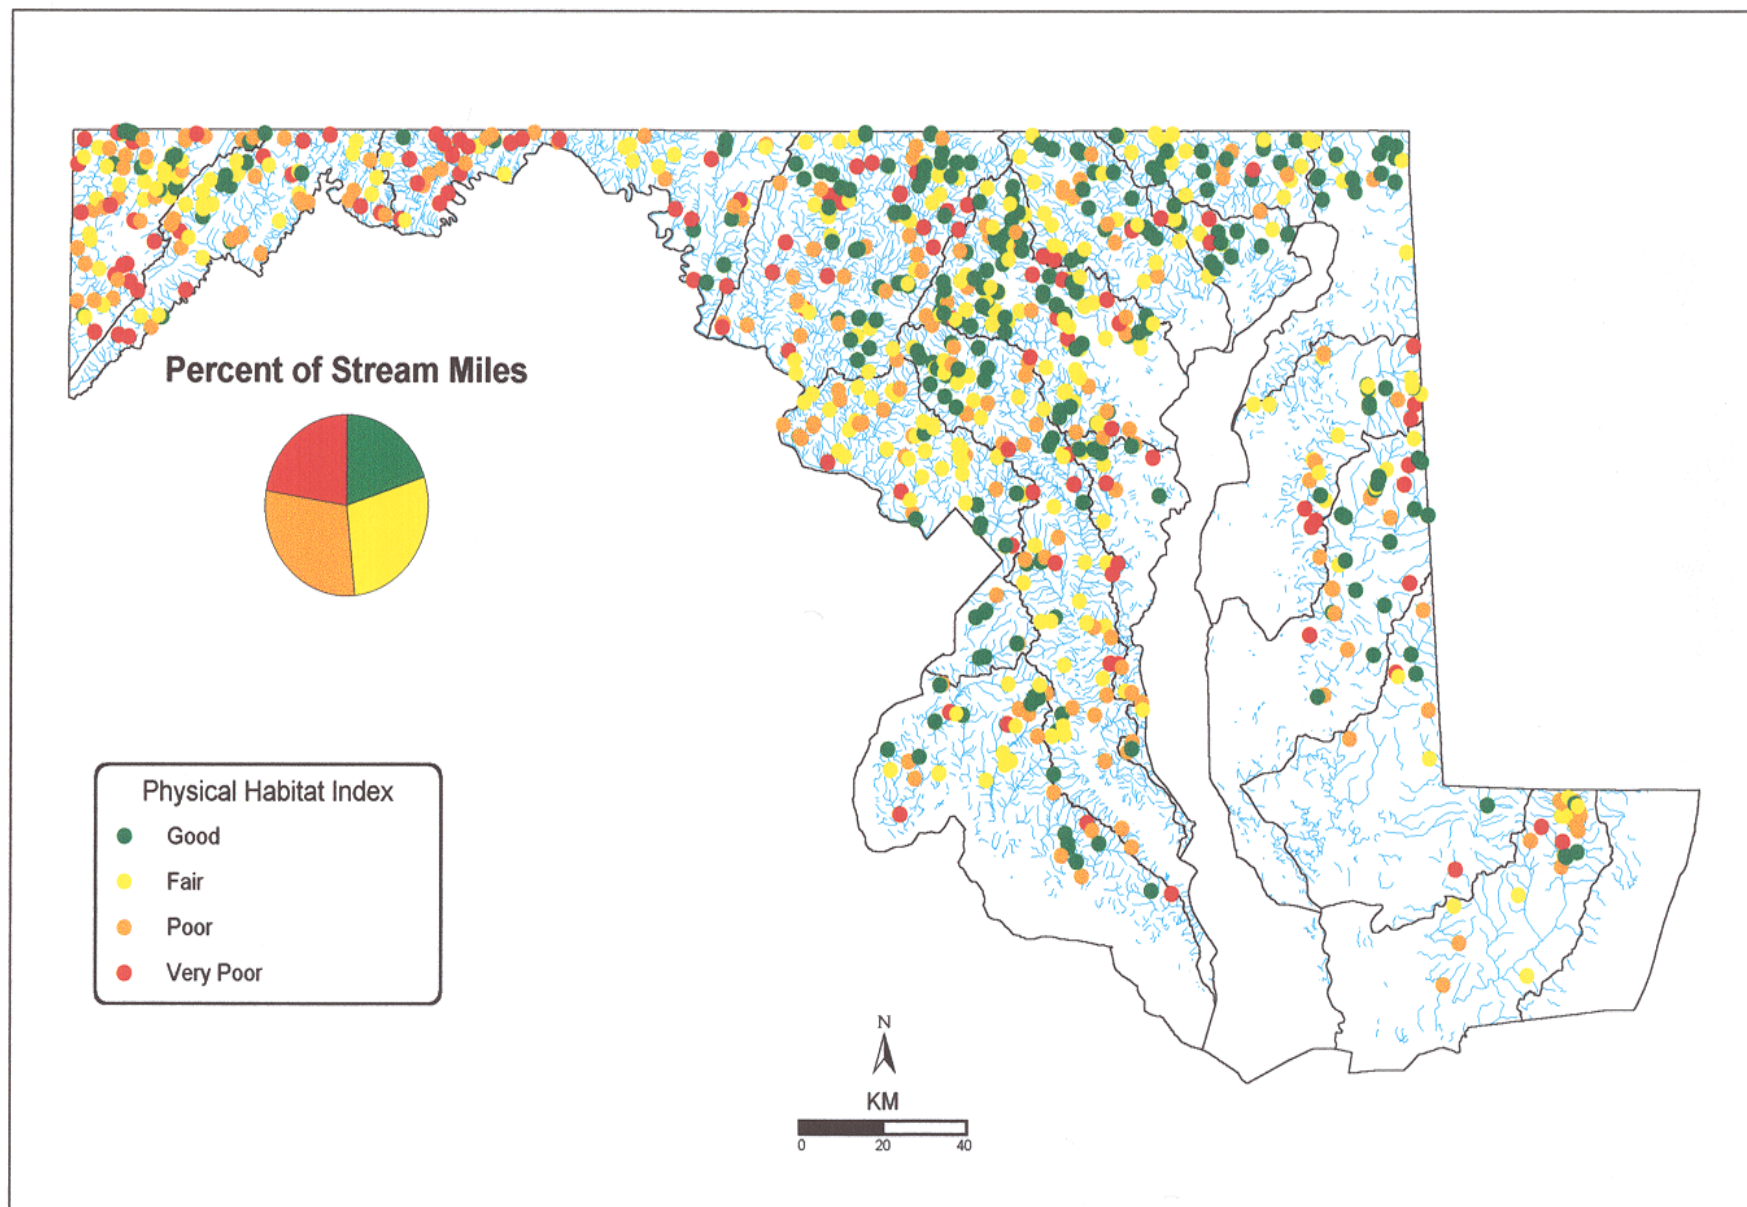 Percent of Stream Miles
Physical Habitat Index
Good
Fair
Poor
Very Poor
N
KM
0 20 40